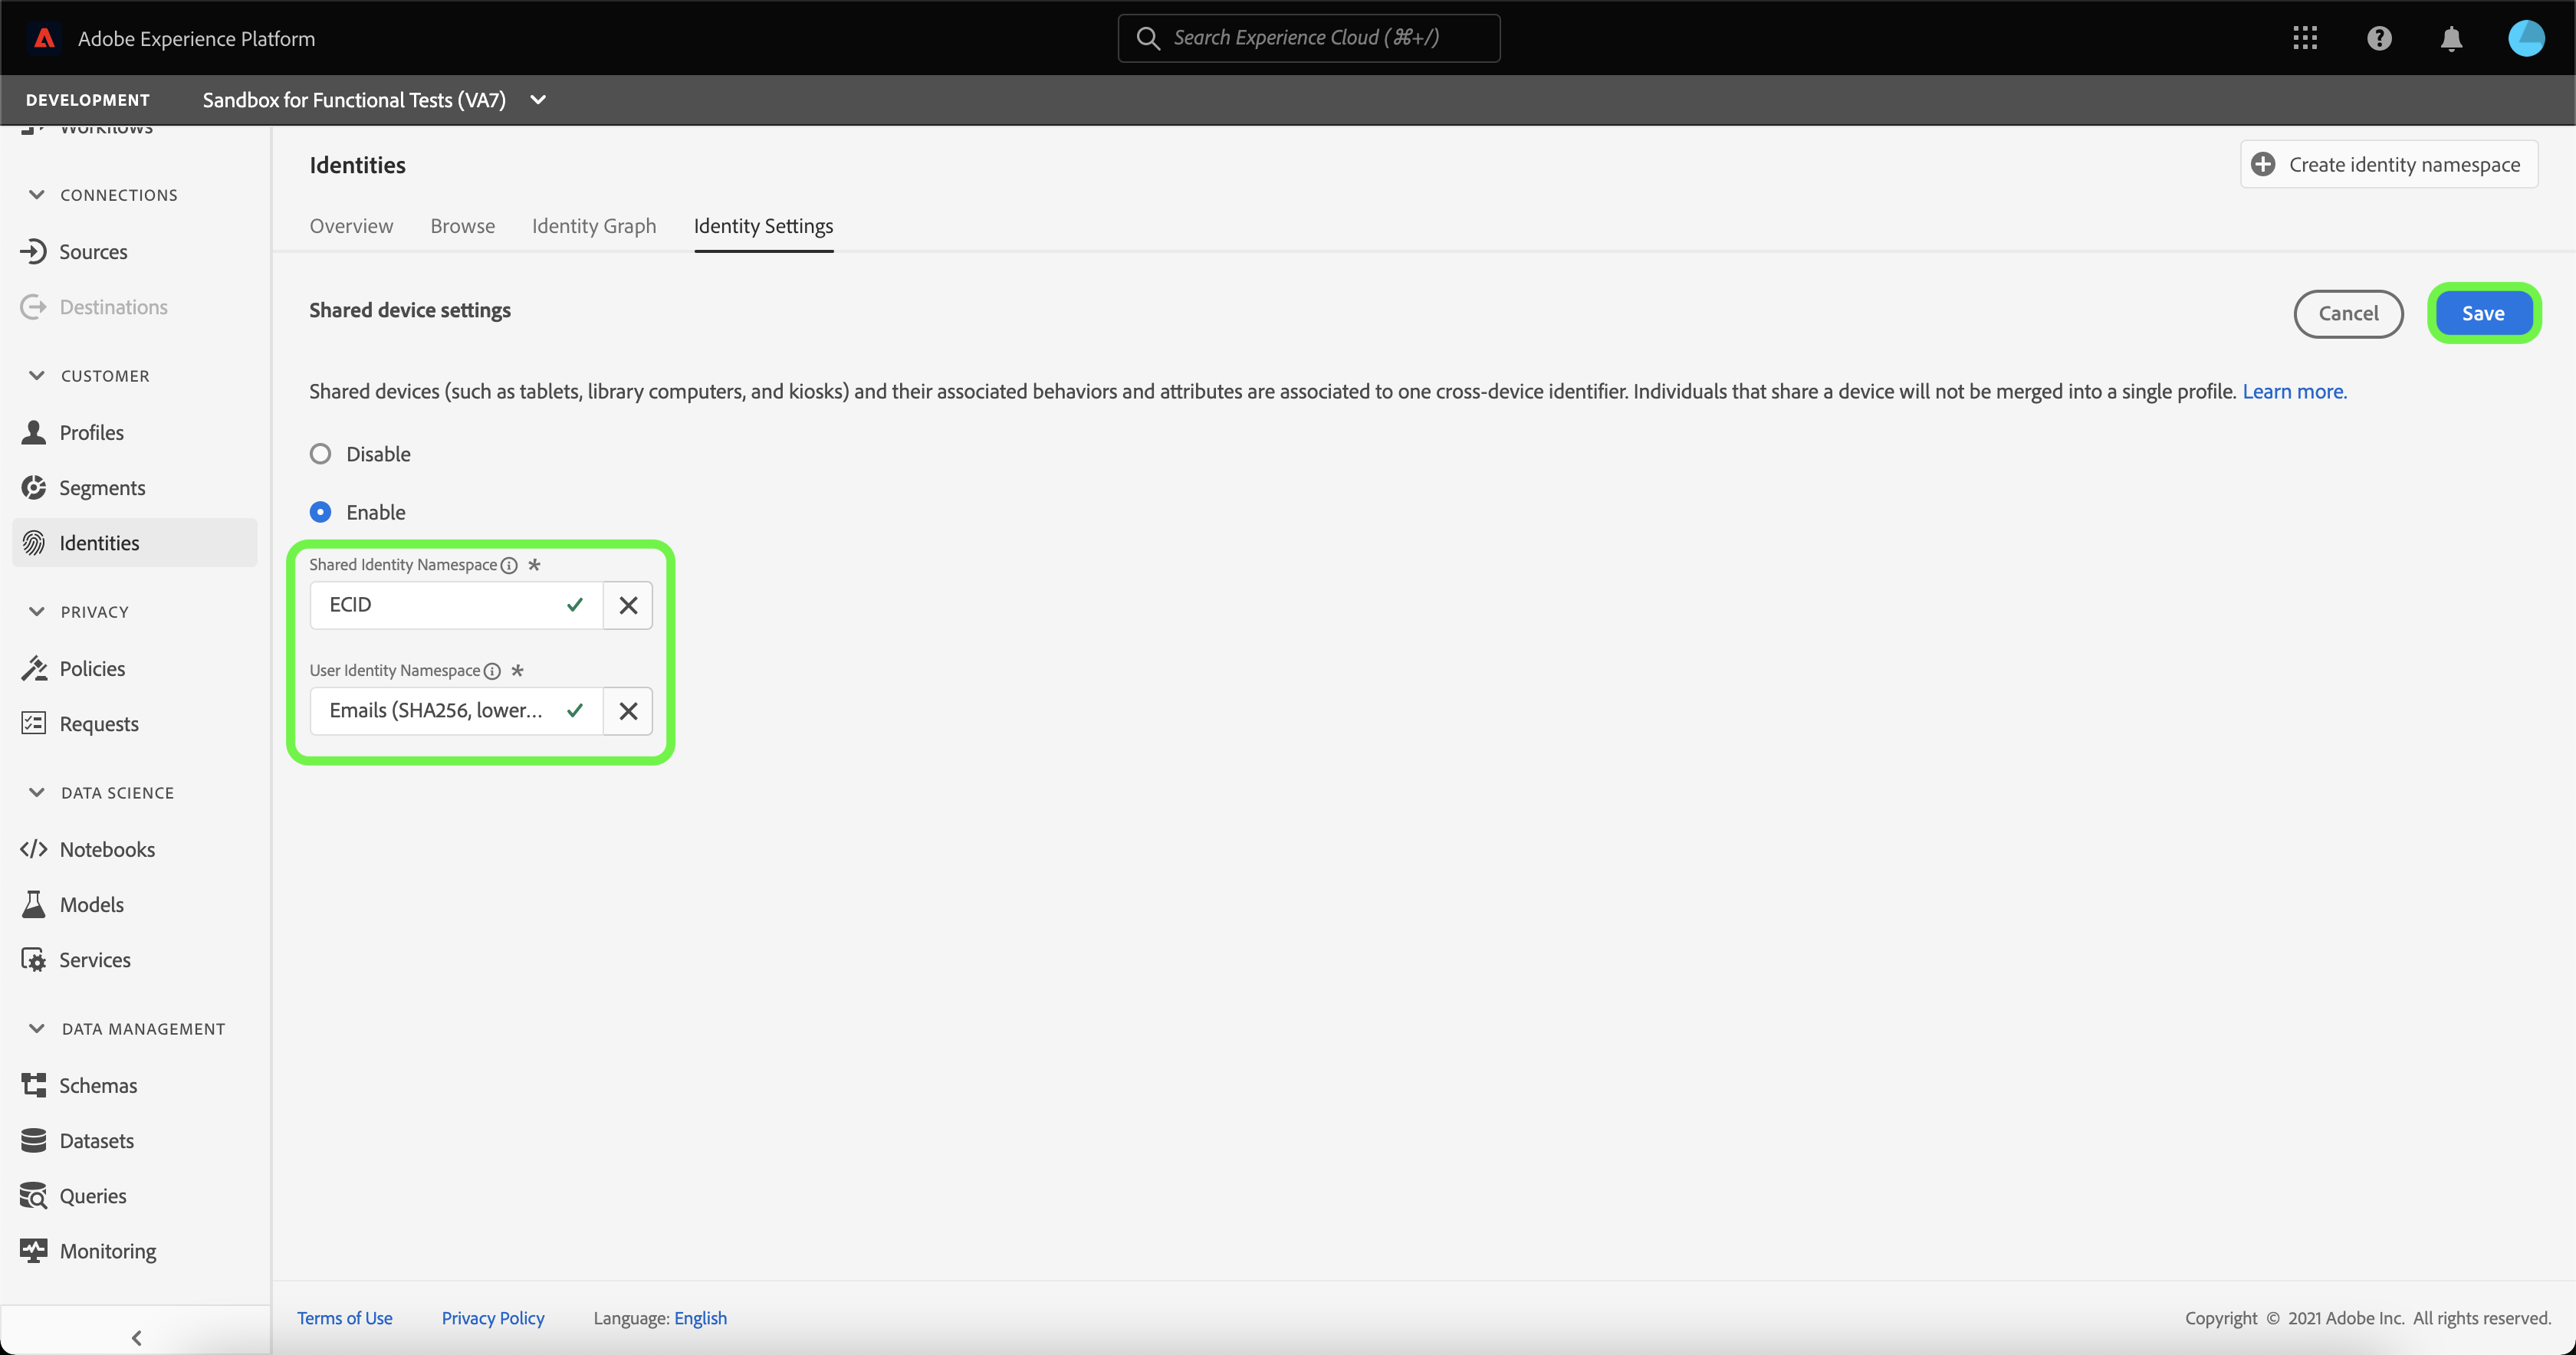 Adobe Experience Platform
Search Experience Cloud (⌘+/)
DEVELOPMENT
Sandbox for Functional Tests (VA7)
Workflows
CONNECTIONS
Sources
Destinations
CUSTOMER
Profiles
Segments
Identities
PRIVACY
Policies
Requests
DATA SCIENCE
Notebooks
Models
Services
DATA MANAGEMENT
Schemas
Datasets
Queries
Monitoring
Identities
Create identity namespace
Overview Browse Identity Graph Identity Settings
Shared device settings
Cancel
Save
Shared devices (such as tablets, library computers, and kiosks) and their associated behaviors and attributes are associated to one cross-device identifier. Individuals that share a device will not be merged into a single profile. Learn more.
Disable
Enable
Shared Identity Namespace *
ECID
User Identity Namespace *
Emails (SHA256, lower...
Terms of Use Privacy Policy Language: English
Copyright © 2021 Adobe Inc. All rights reserved.